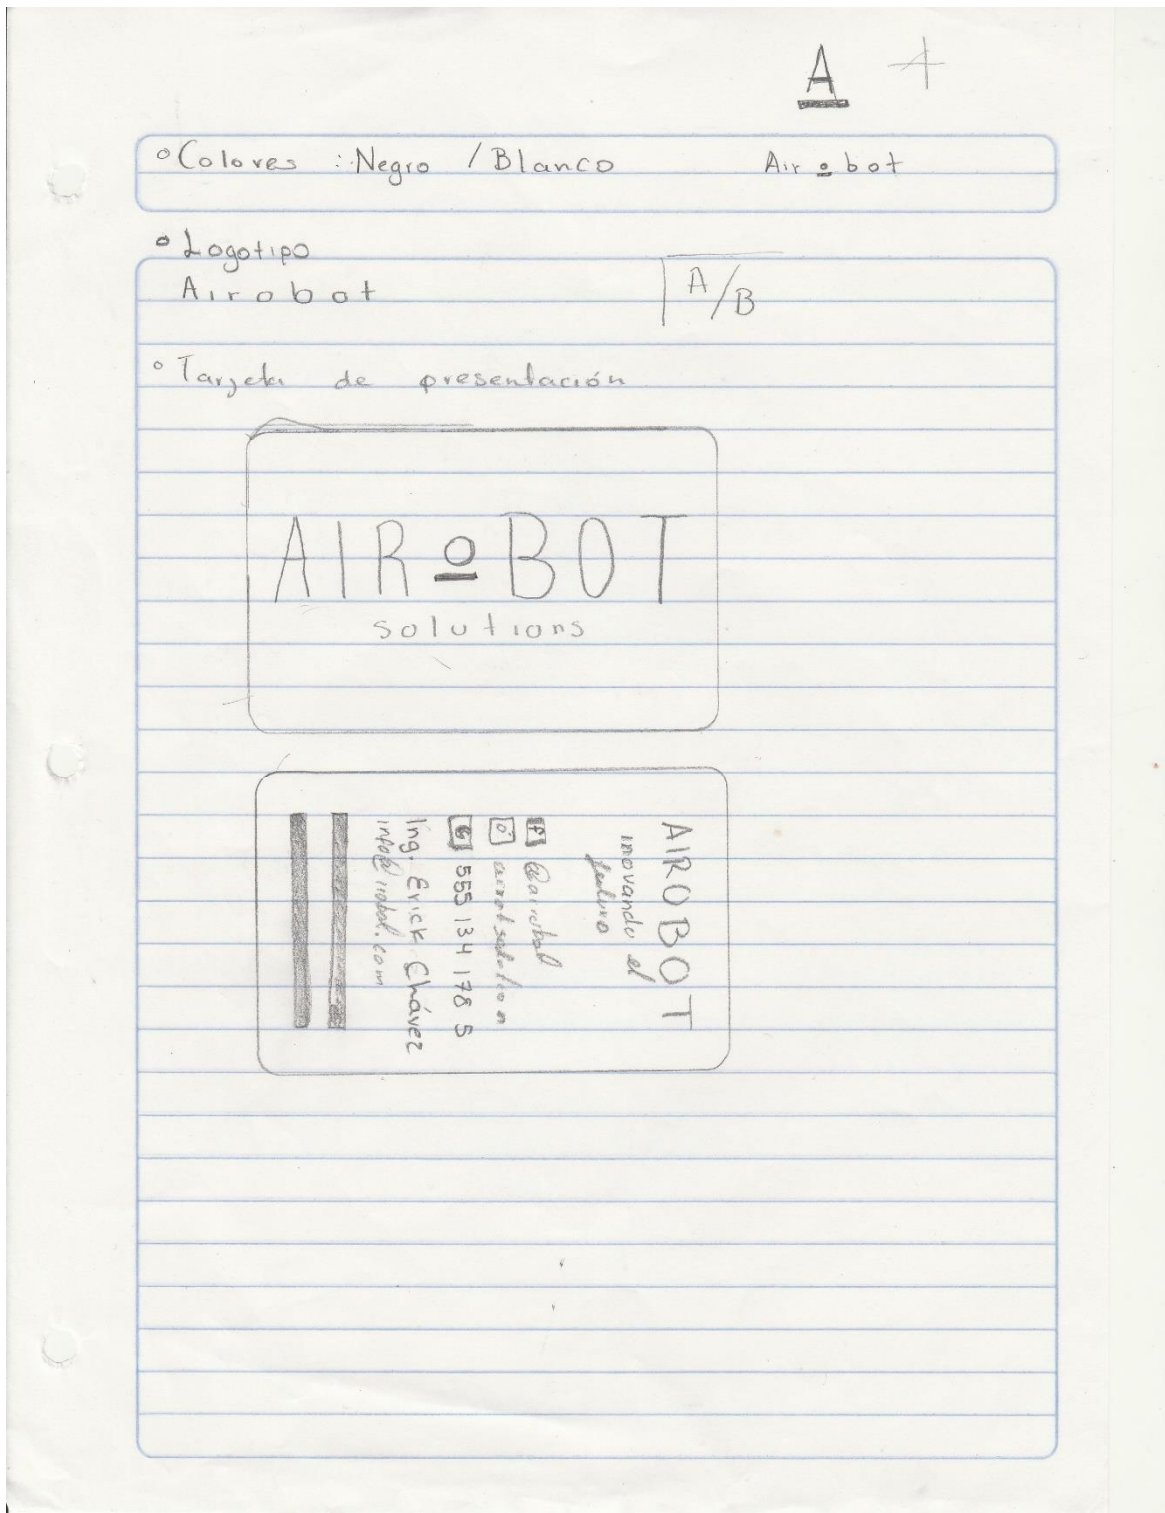 A
Colores : Negro / Blanco
Air o bot
Logotipo
Airobot
A/B
Tarjeta de presentación
AIR o BOT
solutions
AIROBOT
inovando el
futuro
555 134 178 5
Ing. Erick Chávez